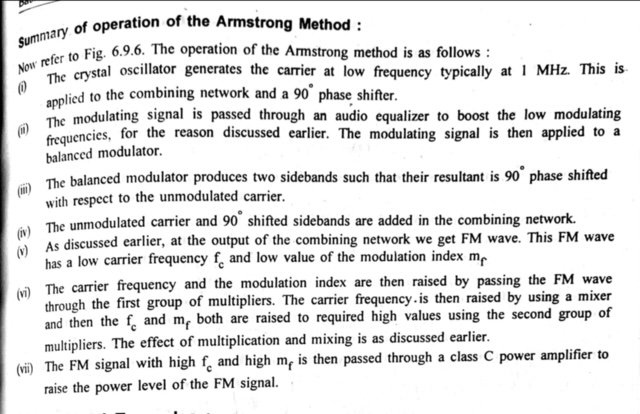 Summary of operation of the Armstrong Method :
Now refer to Fig. 6.9.6. The operation of the Armstrong method is as follows :
(i) The crystal oscillator generates the carrier at low frequency typically at 1 MHz. This is
applied to the combining network and a 90° phase shifter.
(ii) The modulating signal is passed through an audio equalizer to boost the low modulating
frequencies, for the reason discussed earlier. The modulating signal is then applied to a
balanced modulator.
(iii) The balanced modulator produces two sidebands such that their resultant is 90° phase shifted
with respect to the unmodulated carrier.
(iv) The unmodulated carrier and 90° shifted sidebands are added in the combining network.
(v) As discussed earlier, at the output of the combining network we get FM wave. This FM wave
has a low carrier frequency fc and low value of the modulation index mf.
(vi) The carrier frequency and the modulation index are then raised by passing the FM wave
through the first group of multipliers. The carrier frequency.is then raised by using a mixer
and then the fc and mf both are raised to required high values using the second group of
multipliers. The effect of multiplication and mixing is as discussed earlier.
(vii) The FM signal with high fc and high mf is then passed through a class C power amplifier to
raise the power level of the FM signal.